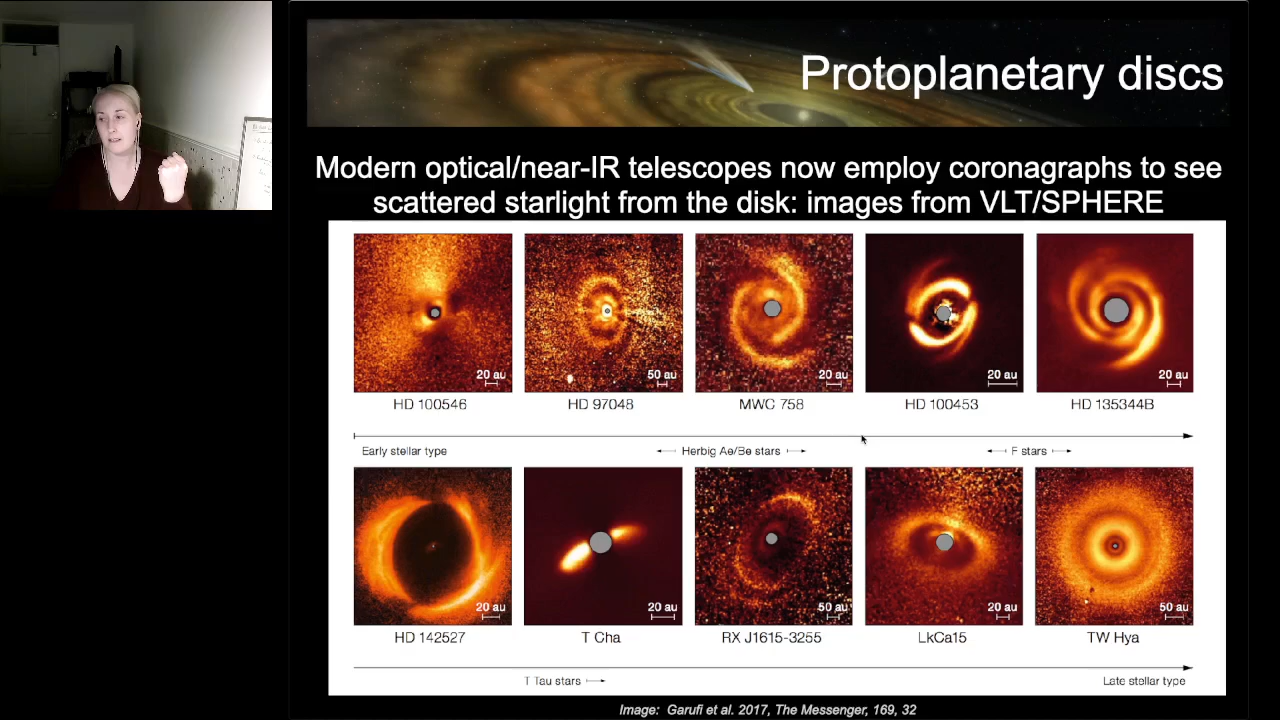 Protoplanetary discs
Modern optical/near-IR telescopes now employ coronagraphs to see
scattered starlight from the disk: images from VLT/SPHERE
20 au
50 au
20 au
20 au
20 au
HD 100546
HD 97048
MWC 758
HD 100453
HD 135344B
Early stellar type
Herbig Ae/Be stars
F stars
20 au
20 au
50 au
20 au
50 au
HD 142527
T Cha
RX J1615-3255
LkCa15
TW Hya
T Tau stars
Late stellar type
Image: Garufi et al. 2017, The Messenger, 169, 32